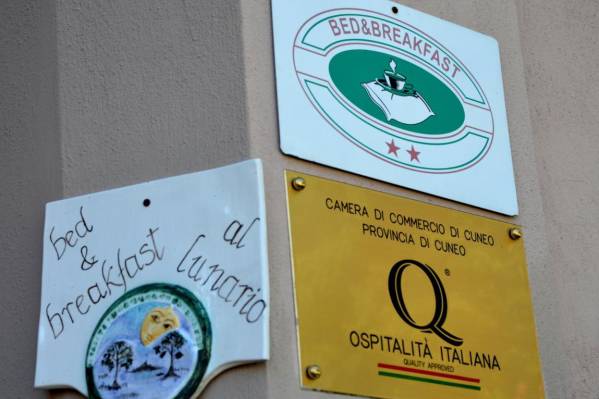 BED&BREAKFAST
CAMERA DI COMMERCIO DI CUNEO
PROVINCIA DI CUNEO
Q®
OSPITALITÀ ITALIANA
QUALITY APPROVED
bed
&
breakfast
al
lunario